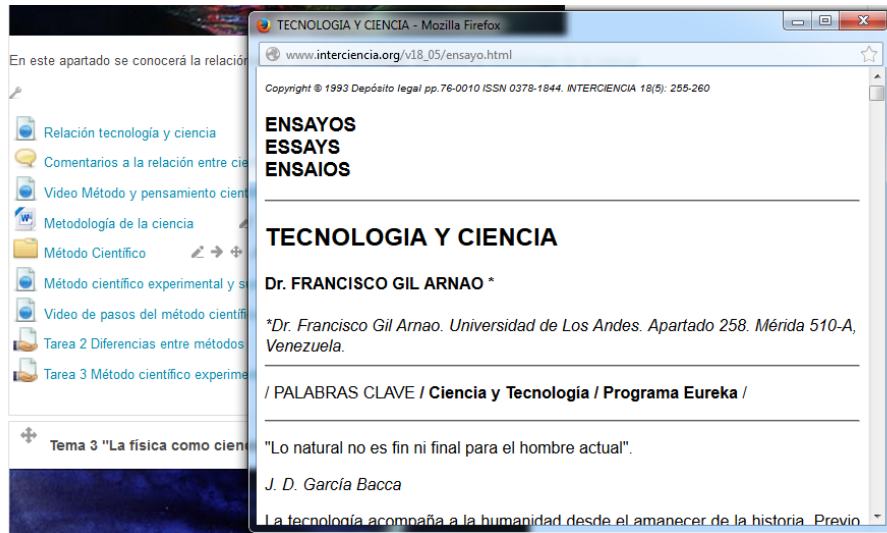 En este apartado se conocerá la relación
Relación tecnología y ciencia
Comentarios a la relación entre
Video Método y pensamiento
Metodología de la ciencia
Método Científico
Método científico experimental y
Video de pasos del método
Tarea 2 Diferencias entre métodos
Tarea 3 Método científico
Tema 3 "La física como
TECNOLOGIA Y CIENCIA - Mozilla Firefox
www.interciencia.org/v18_05/ensayo.html
Copyright © 1993 Depósito legal pp.76-0010 ISSN 0378-1844. INTERCIENCIA 18(5): 255-260
ENSAYOS
ESSAYS
ENSAIOS
TECNOLOGIA Y CIENCIA
Dr. FRANCISCO GIL ARNAO *
*Dr. Francisco Gil Arnao. Universidad de Los Andes. Apartado 258. Mérida 510-A,
Venezuela.
/ PALABRAS CLAVE / Ciencia y Tecnología / Programa Eureka /
"Lo natural no es fin ni final para el hombre actual".
J. D. García Bacca
La tecnología acompaña a la humanidad desde el amanecer de la historia. Previo